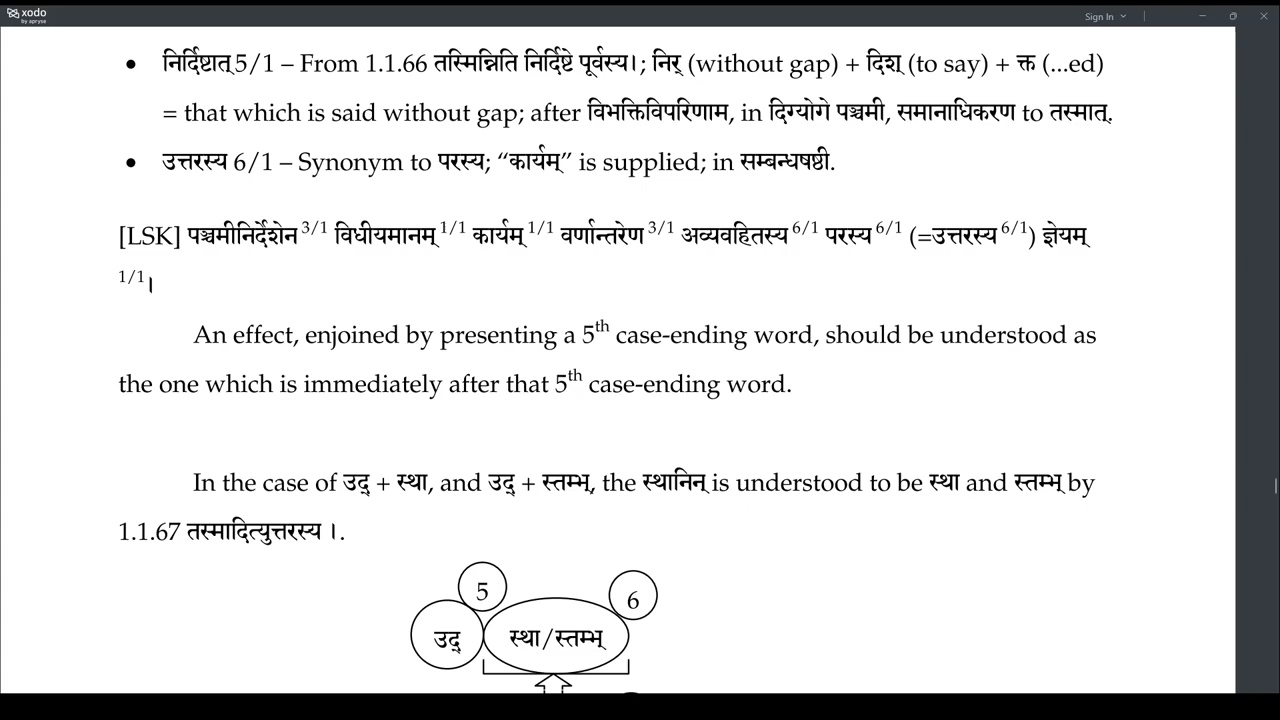 xodo
by apryse
Sign In
• निर्दिष्टात् 5/1 – From 1.1.66 तस्मिन्निति निर्दिष्टे पूर्वस्य।; निर् (without gap) + दिश् (to say) + क्त (...ed)
= that which is said without gap; after विभक्तिविपरिणाम, in दिग्योगे पञ्चमी, समानाधिकरण to तस्मात्.
• उत्तरस्य 6/1 – Synonym to परस्य; “कार्यम्” is supplied; in सम्बन्धषष्ठी.
[LSK] पञ्चमीनिर्देशेन 3/1 विधीयमानम् 1/1 कार्यम् 1/1 वर्णान्तरेण 3/1 अव्यवहितस्य 6/1 परस्य 6/1 (=उत्तरस्य 6/1) ज्ञेयम्
1/1।
An effect, enjoined by presenting a 5th case-ending word, should be understood as
the one which is immediately after that 5th case-ending word.
In the case of उद् + स्था, and उद् + स्तम्भ्, the स्थानिन् is understood to be स्था and स्तम्भ् by
1.1.67 तस्मादित्युत्तरस्य ।.
5
6
उद्
स्था/स्तम्भ्